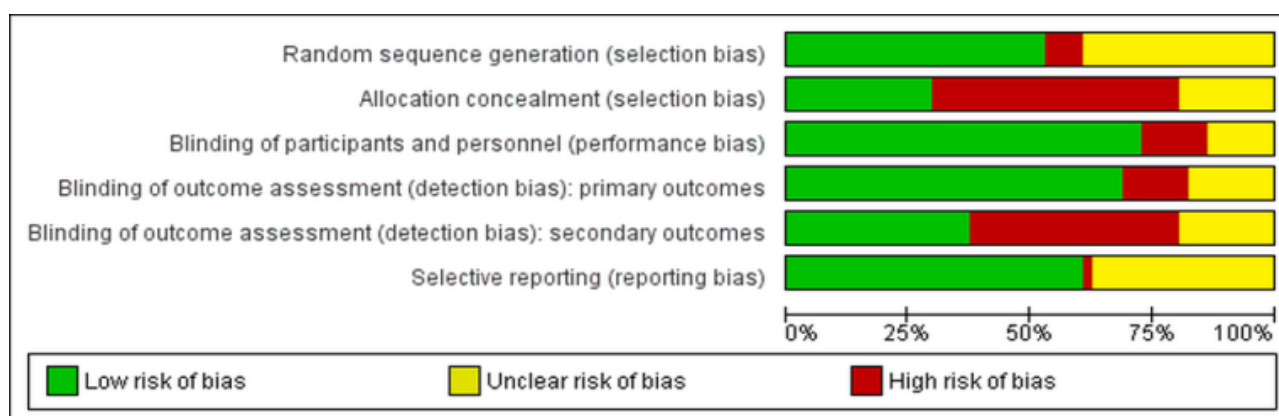 Random sequence generation (selection bias)
Allocation concealment (selection bias)
Blinding of participants and personnel (performance bias)
Blinding of outcome assessment (detection bias): primary outcomes
Blinding of outcome assessment (detection bias): secondary outcomes
Selective reporting (reporting bias)
0% 25% 50% 75% 100%
Low risk of bias Unclear risk of bias High risk of bias